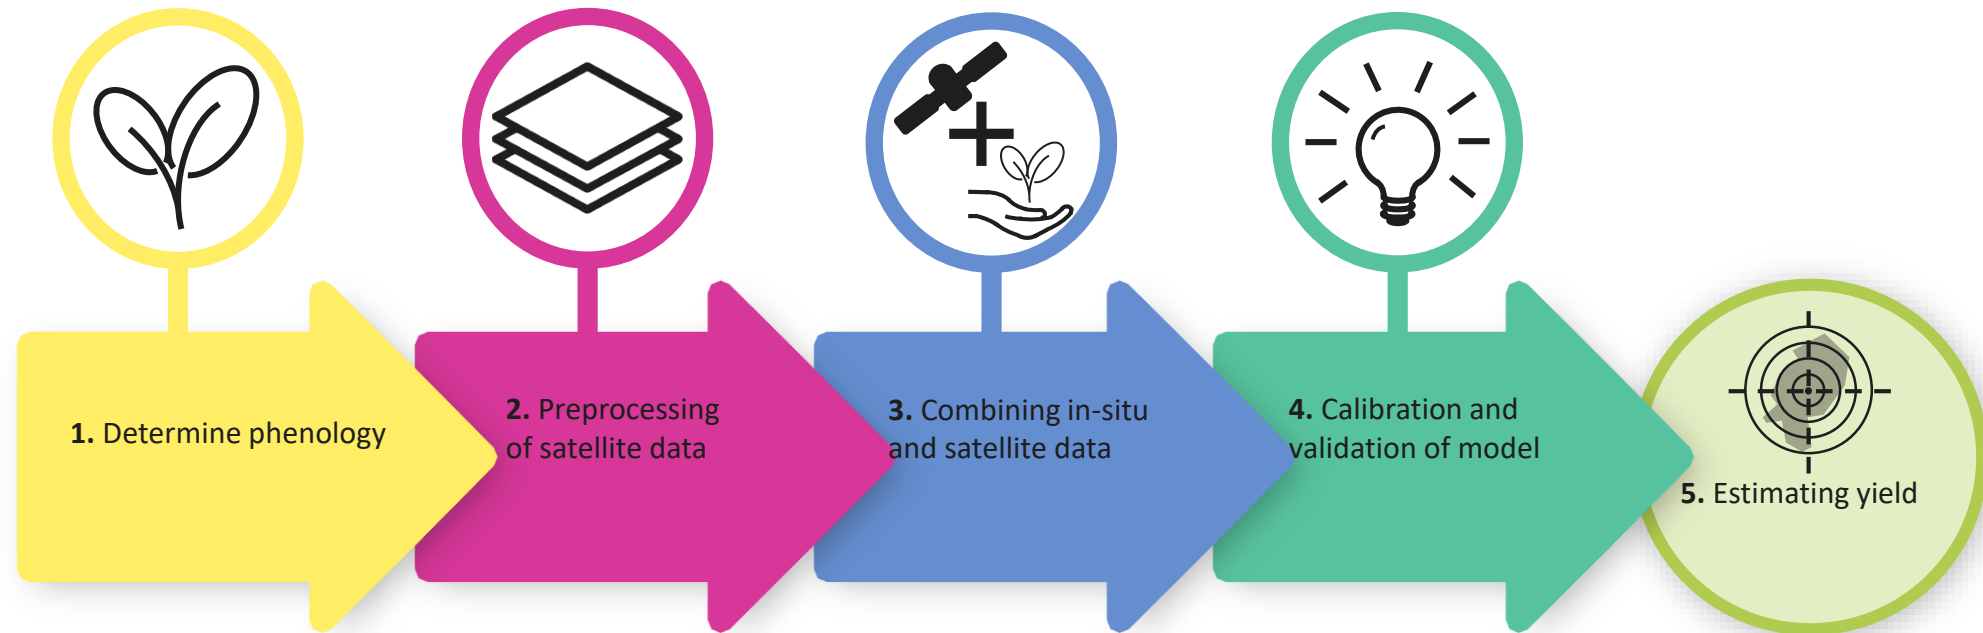 1. Determine phenology
2. Preprocessing
of satellite data
3. Combining in-situ
and satellite data
4. Calibration and
validation of model
5. Estimating yield